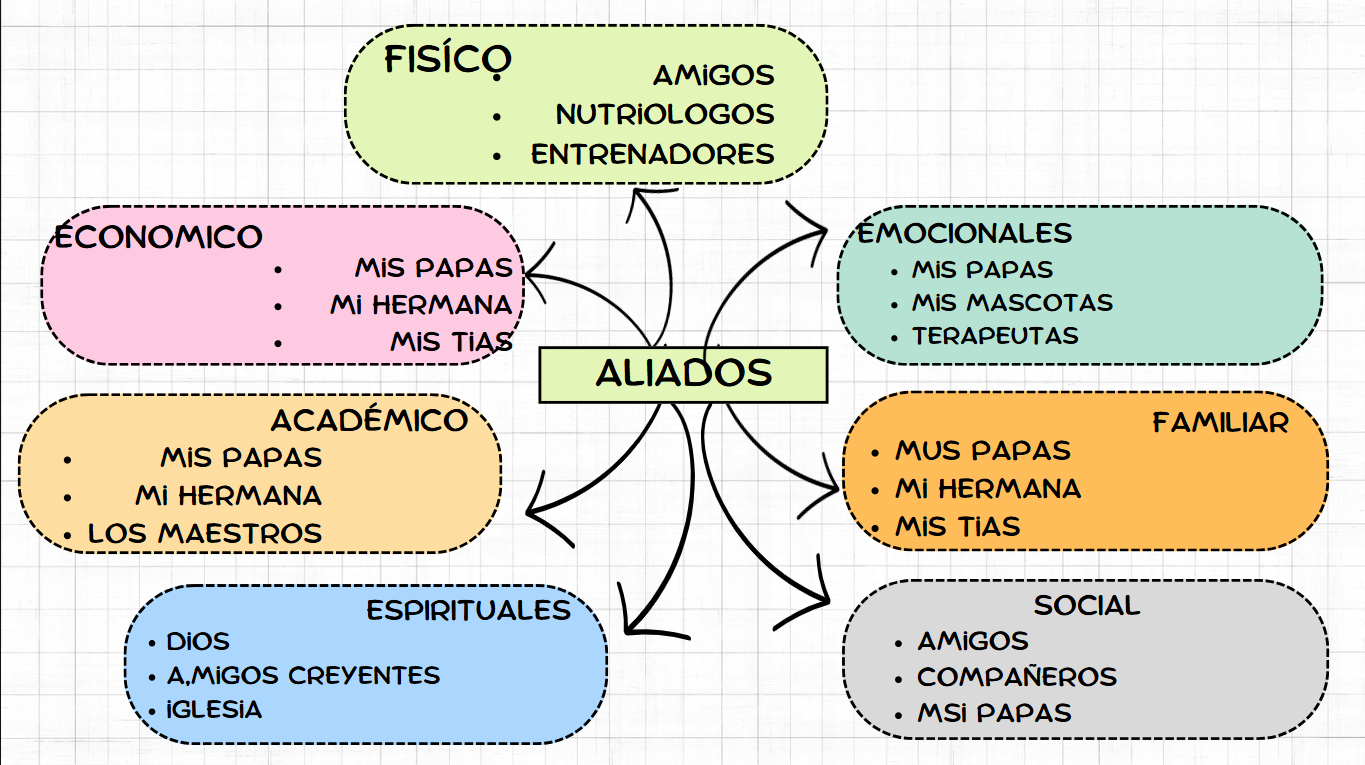 FISÍCO
• AMiGOS
• NUTRiOLOGOS
• ENTRENADORES
ÉCONOMICO
• MiS PAPAS
• Mi HERMANA
• MiS TiAS
EMOCIONALES
• MiS PAPAS
• MiS MASCOTAS
• TERAPEUTAS
ALIADOS
ACADÉMICO
• MiS PAPAS
• Mi HERMANA
• LOS MAESTROS
FAMILIAR
• MUS PAPAS
• Mi HERMANA
• MiS TiAS
ESPIRITUALES
• DiOS
• A,MiGOS CREYENTES
• iGLESiA
SOCIAL
• AMiGOS
• COMPAÑEROS
• MSi PAPAS